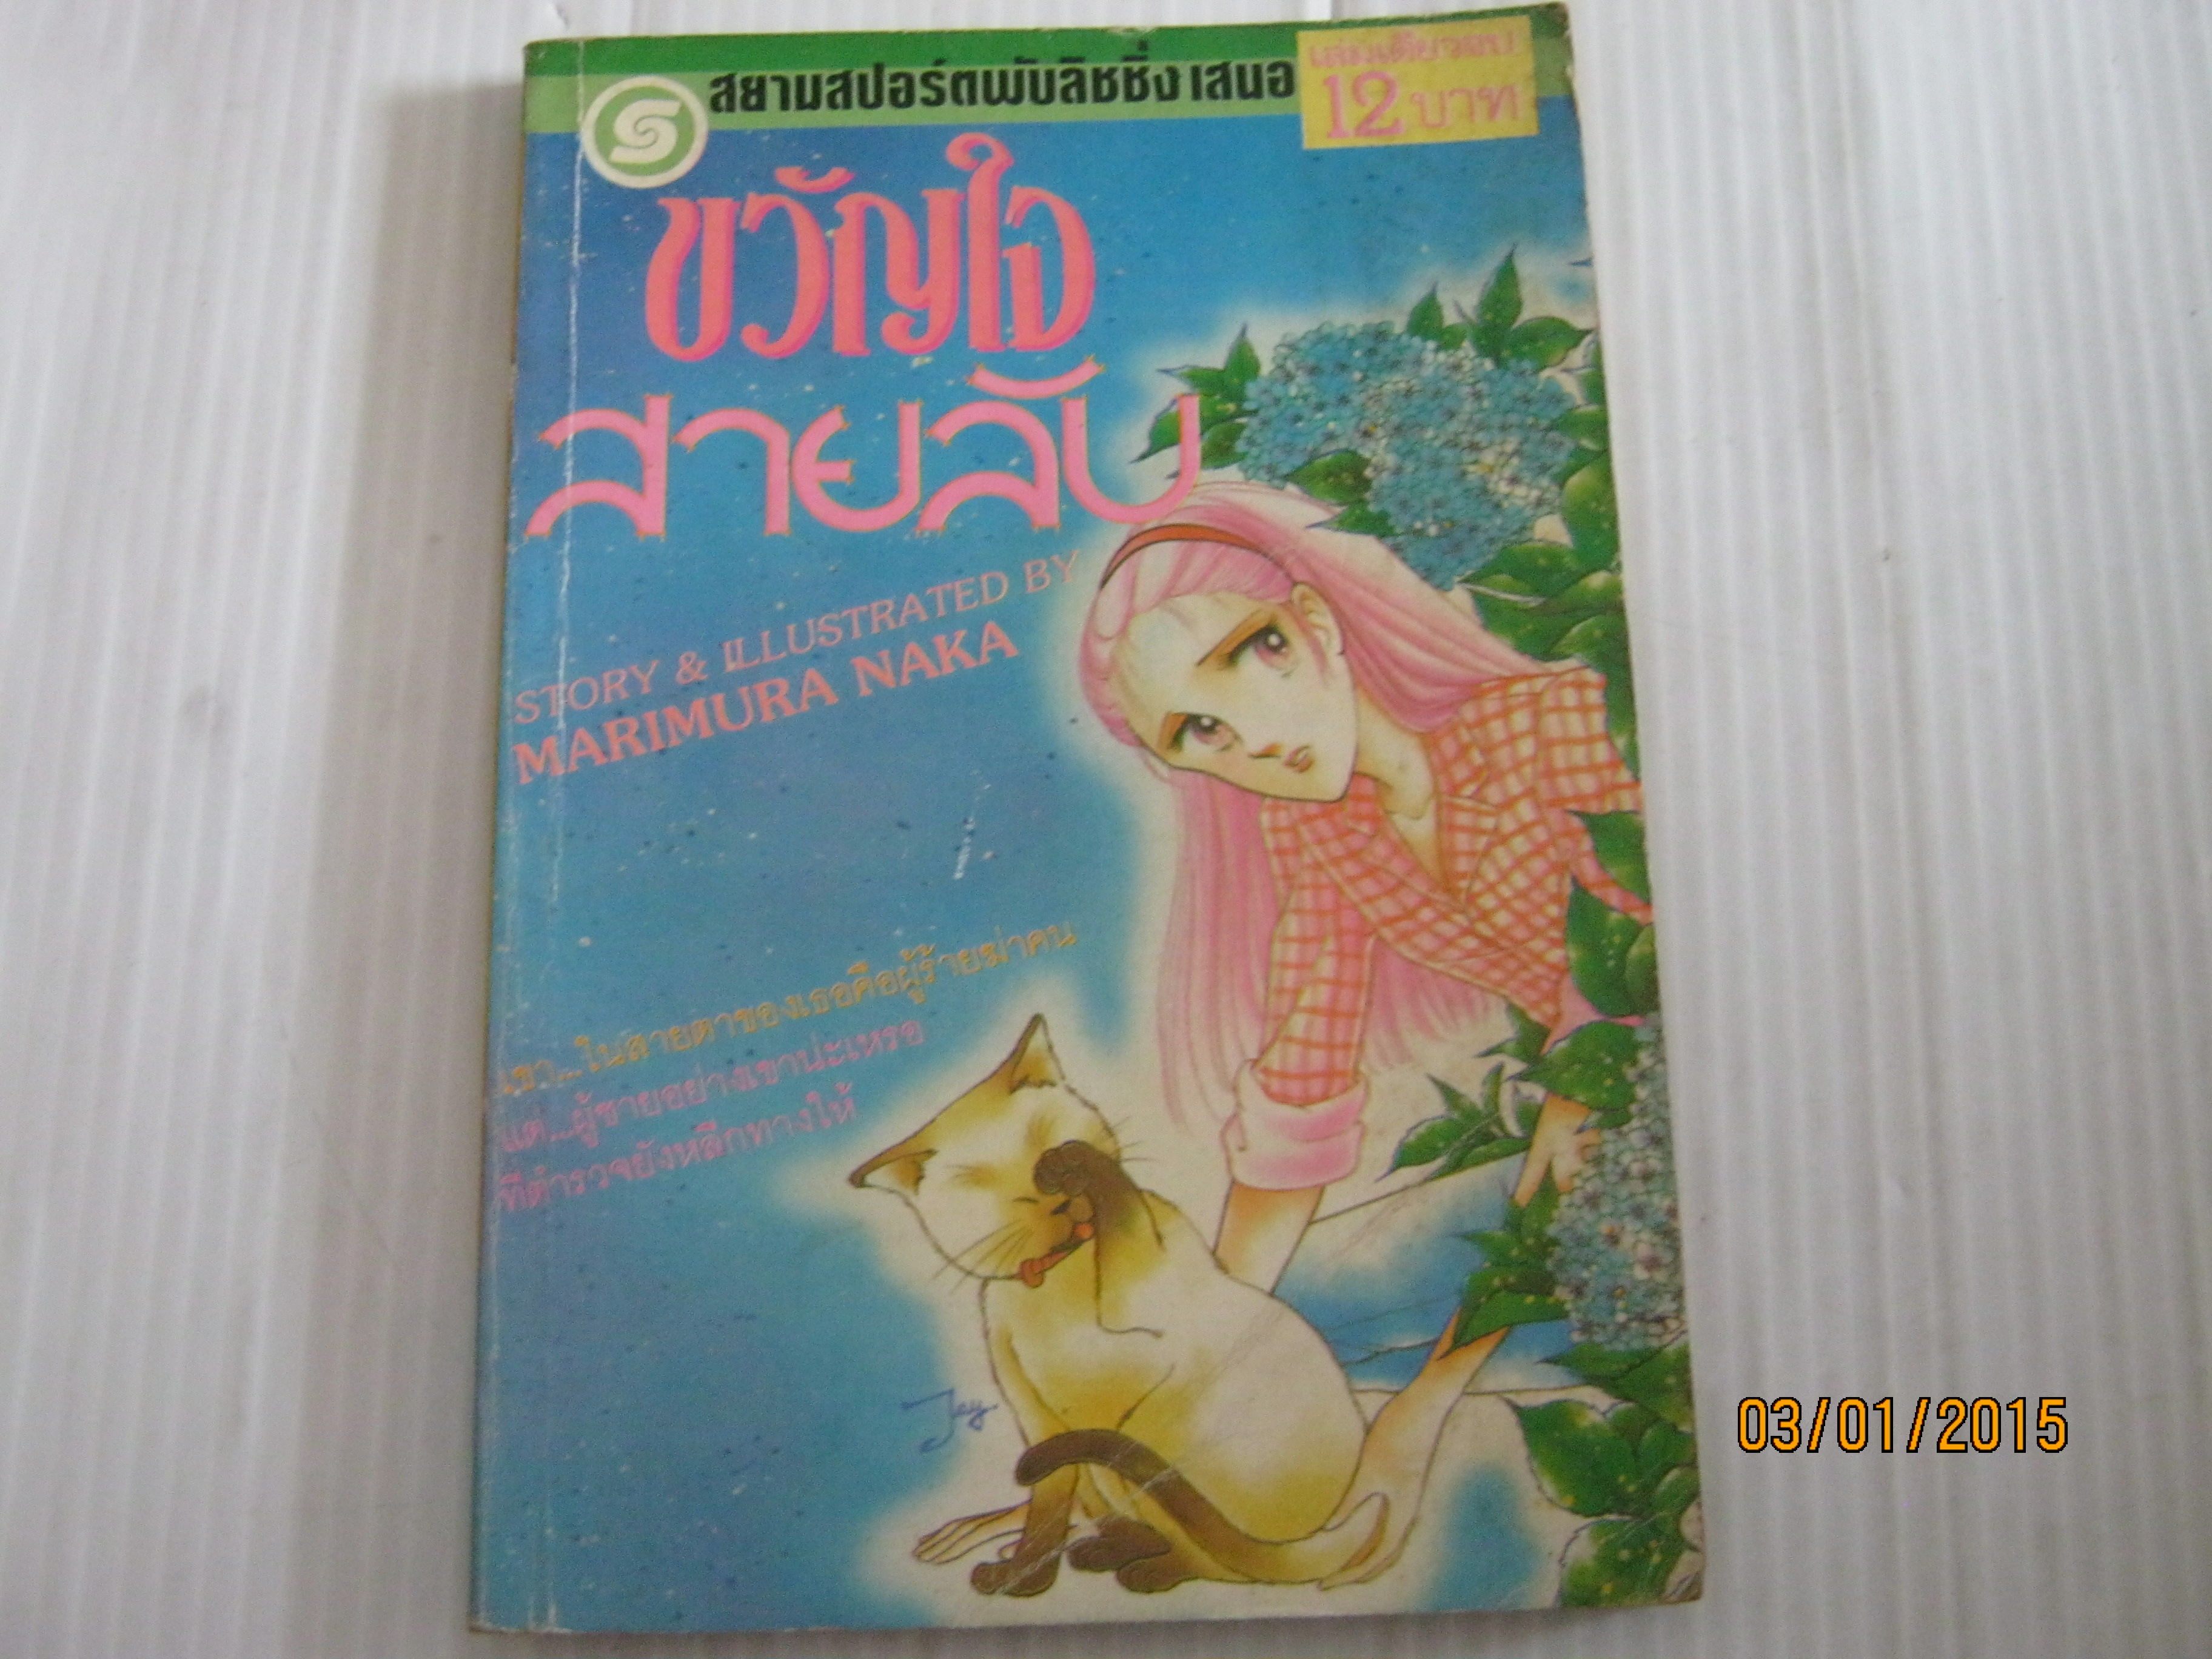 สยามสปอร์ตพับลิชชิ่ง เสนอ
เล่มเดียวจบ
12 บาท
ขวัญใจ
สายลับ
STORY & ILLUSTRATED BY
MARIMURA NAKA
เขา...ในสายตาของเธอคือผู้ร้ายฆ่าคน
แต่...ผู้ชายอย่างเขาน่ะเหรอ
ที่ตำรวจยังหลีกทางให้
Jay
03/01/2015